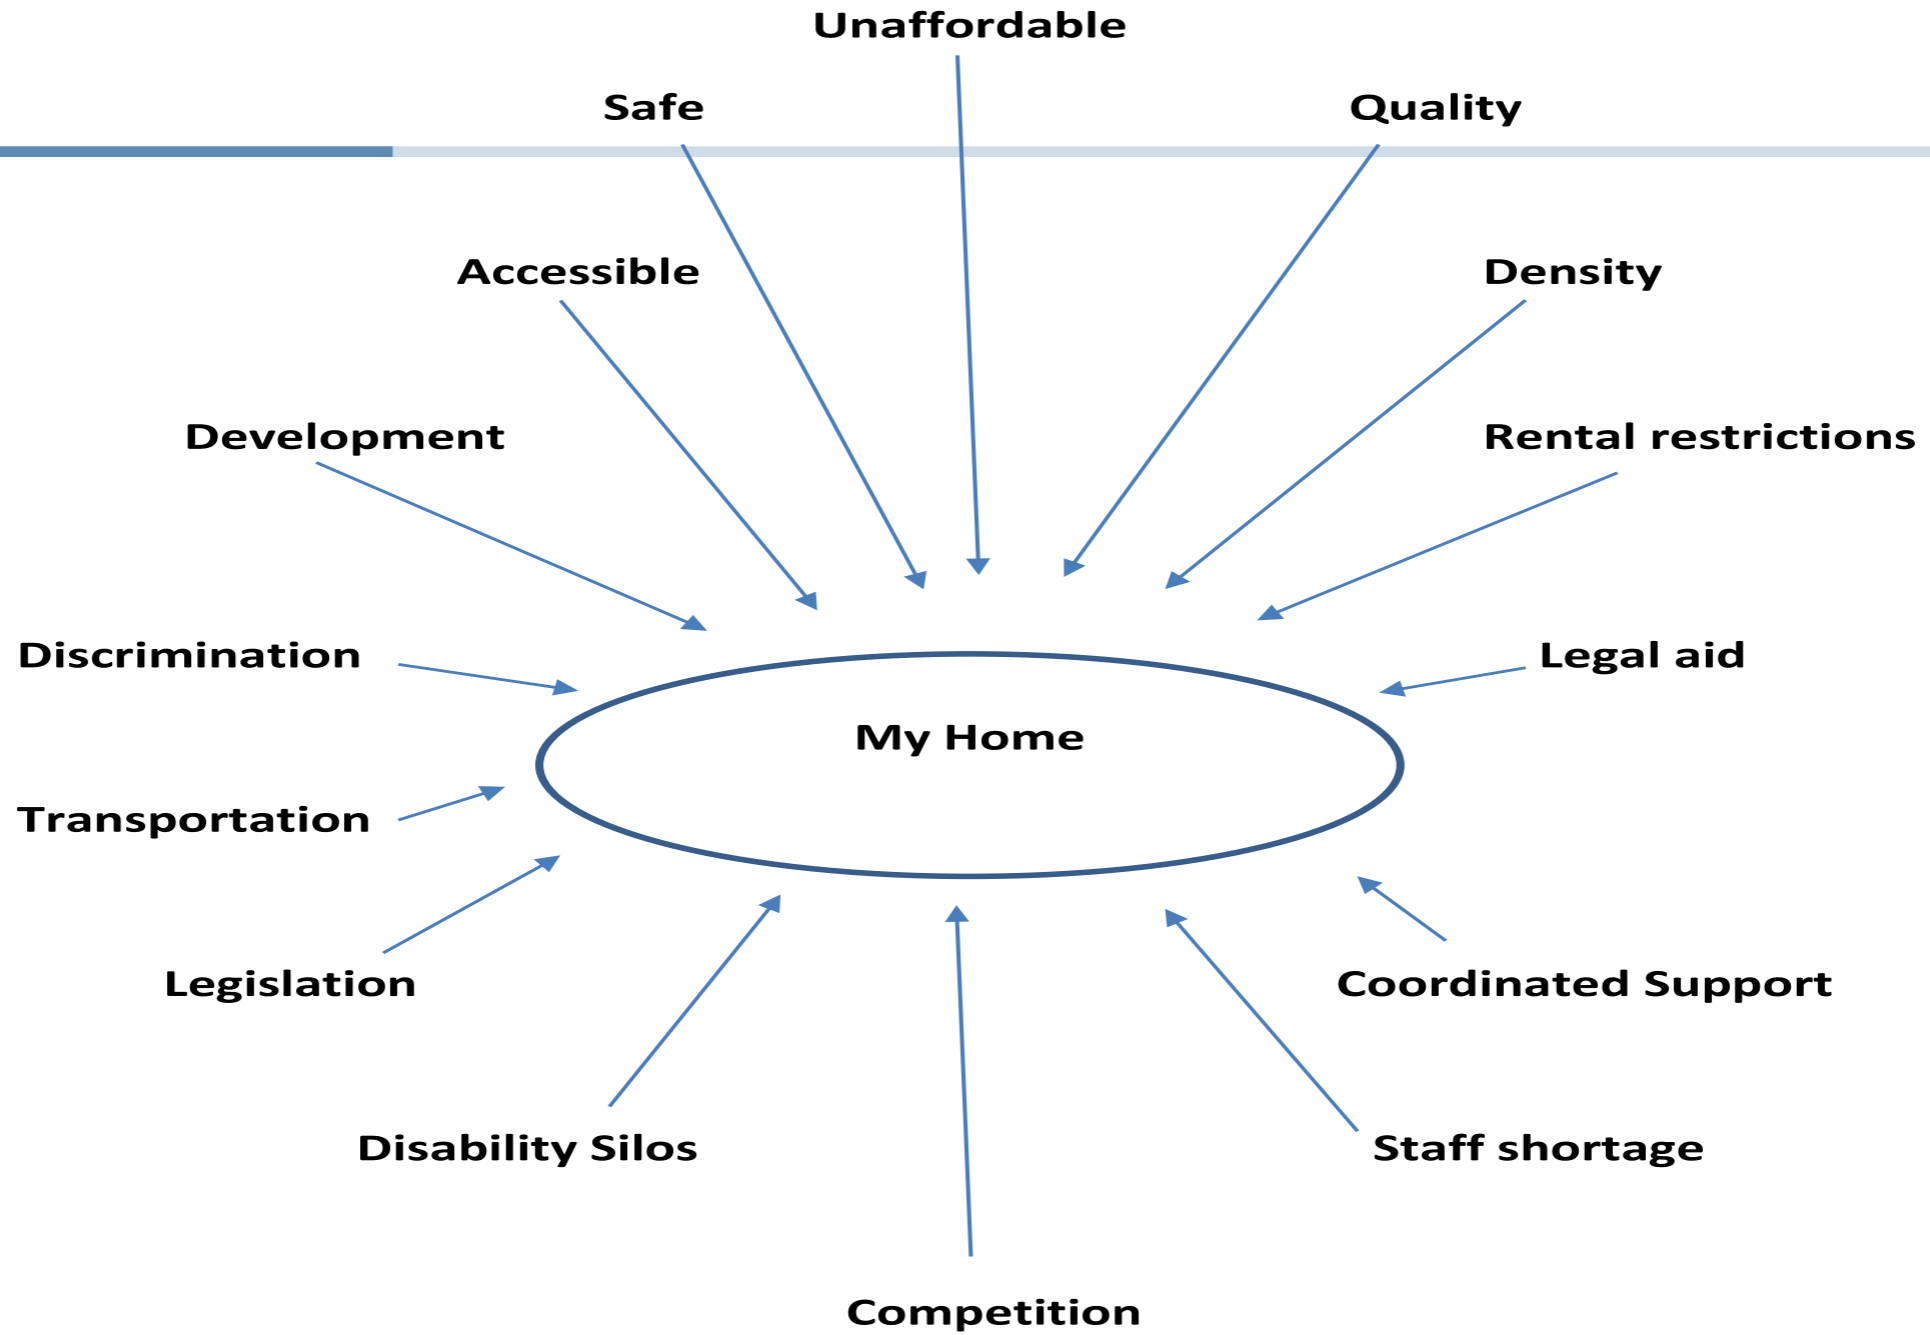 Unaffordable
Safe
Quality
Accessible
Density
Development
Rental restrictions
Discrimination
Legal aid
My Home
Transportation
Legislation
Coordinated Support
Disability Silos
Staff shortage
Competition